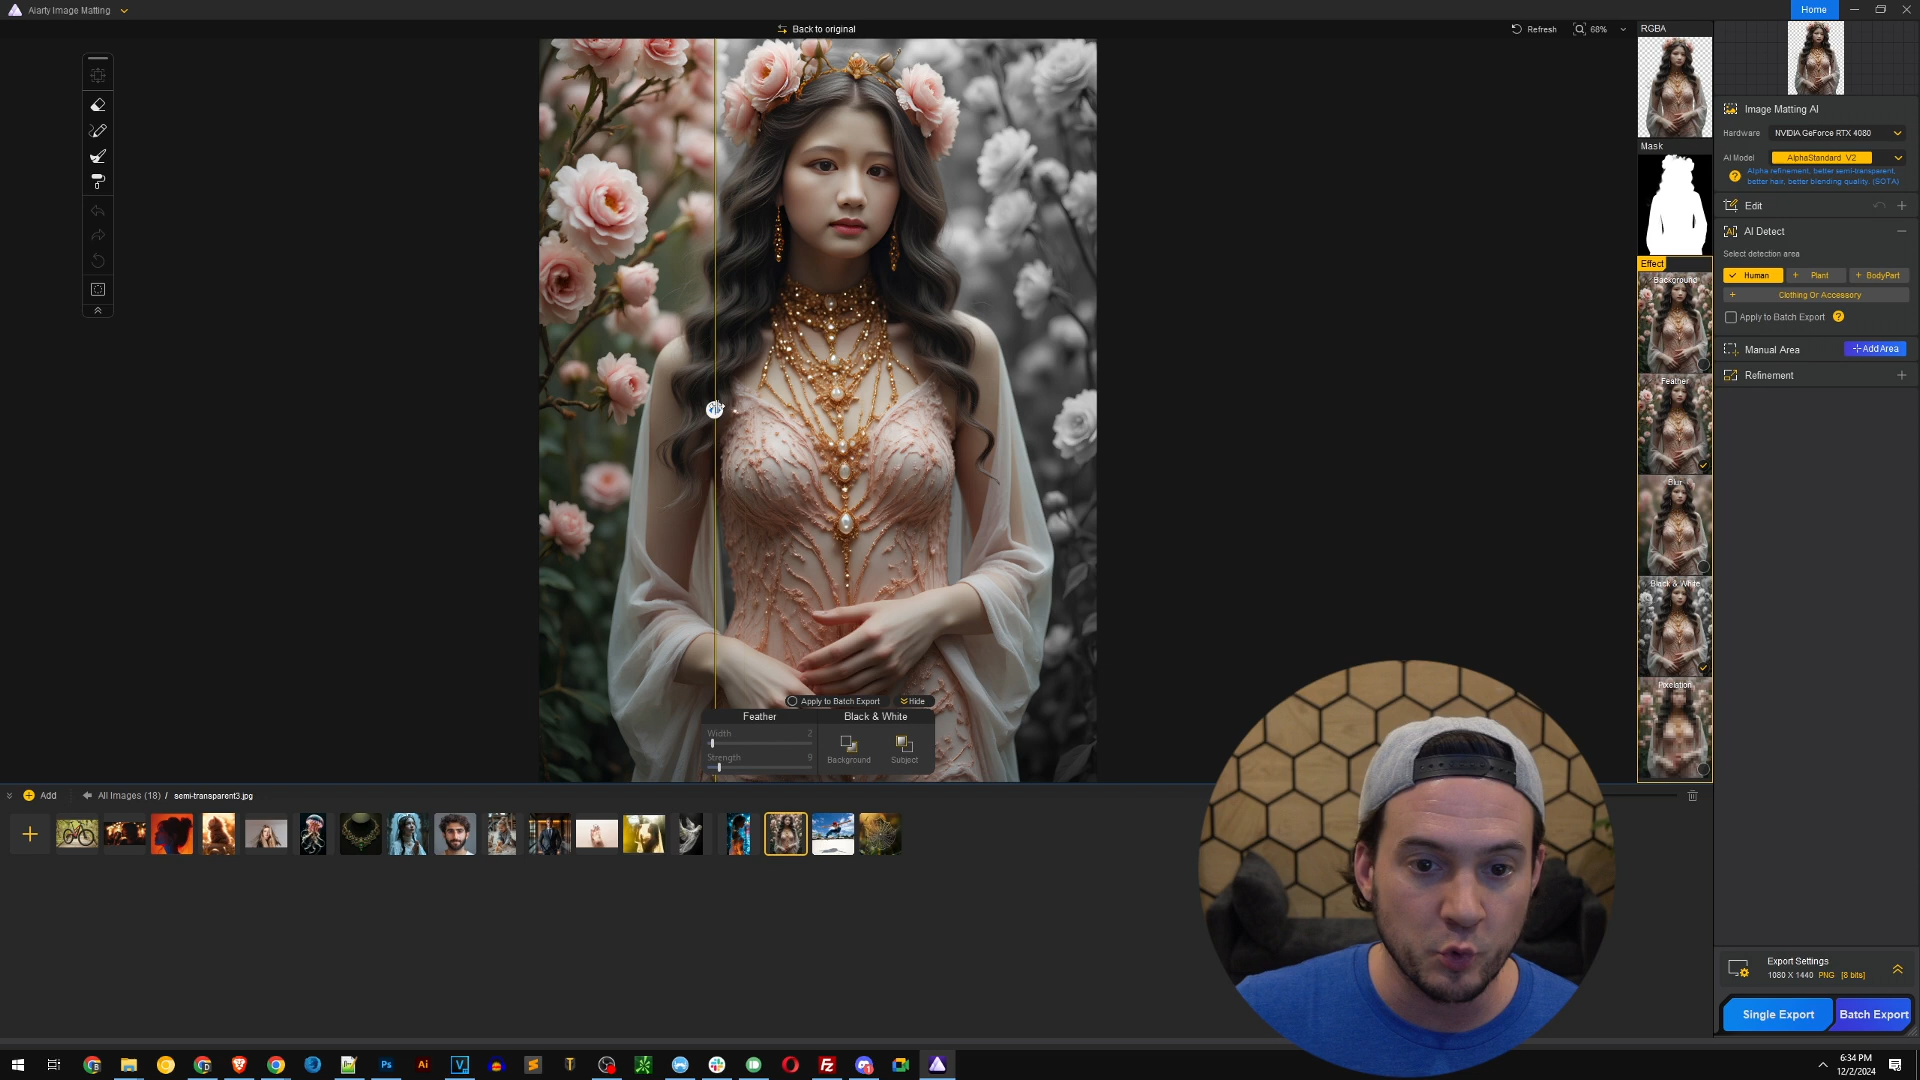 Aiarty Image Matting
Home
Back to original
Refresh
68%
RGBA
Mask
Effect
Background
Feather
Blur
Black & White
Pixelation
Image Matting AI
Hardware
NVIDIA GeForce RTX 4080
AI Model
AlphaStandard V2
Alpha refinement, better semi-transparent,
better hair, better blending quality. (SOTA)
Edit
AI Detect
Select detection area
Human
Plant
BodyPart
Clothing Or Accessory
Apply to Batch Export
Manual Area
Add Area
Refinement
Apply to Batch Export
Hide
Feather
Black & White
Width
2
Strength
9
Background
Subject
Add
All Images (18) / semi-transparent3.jpg
Export Settings
1080 X 1440 PNG [8 bits]
Single Export
Batch Export
Ps
Ai
6:34 PM
12/2/2024